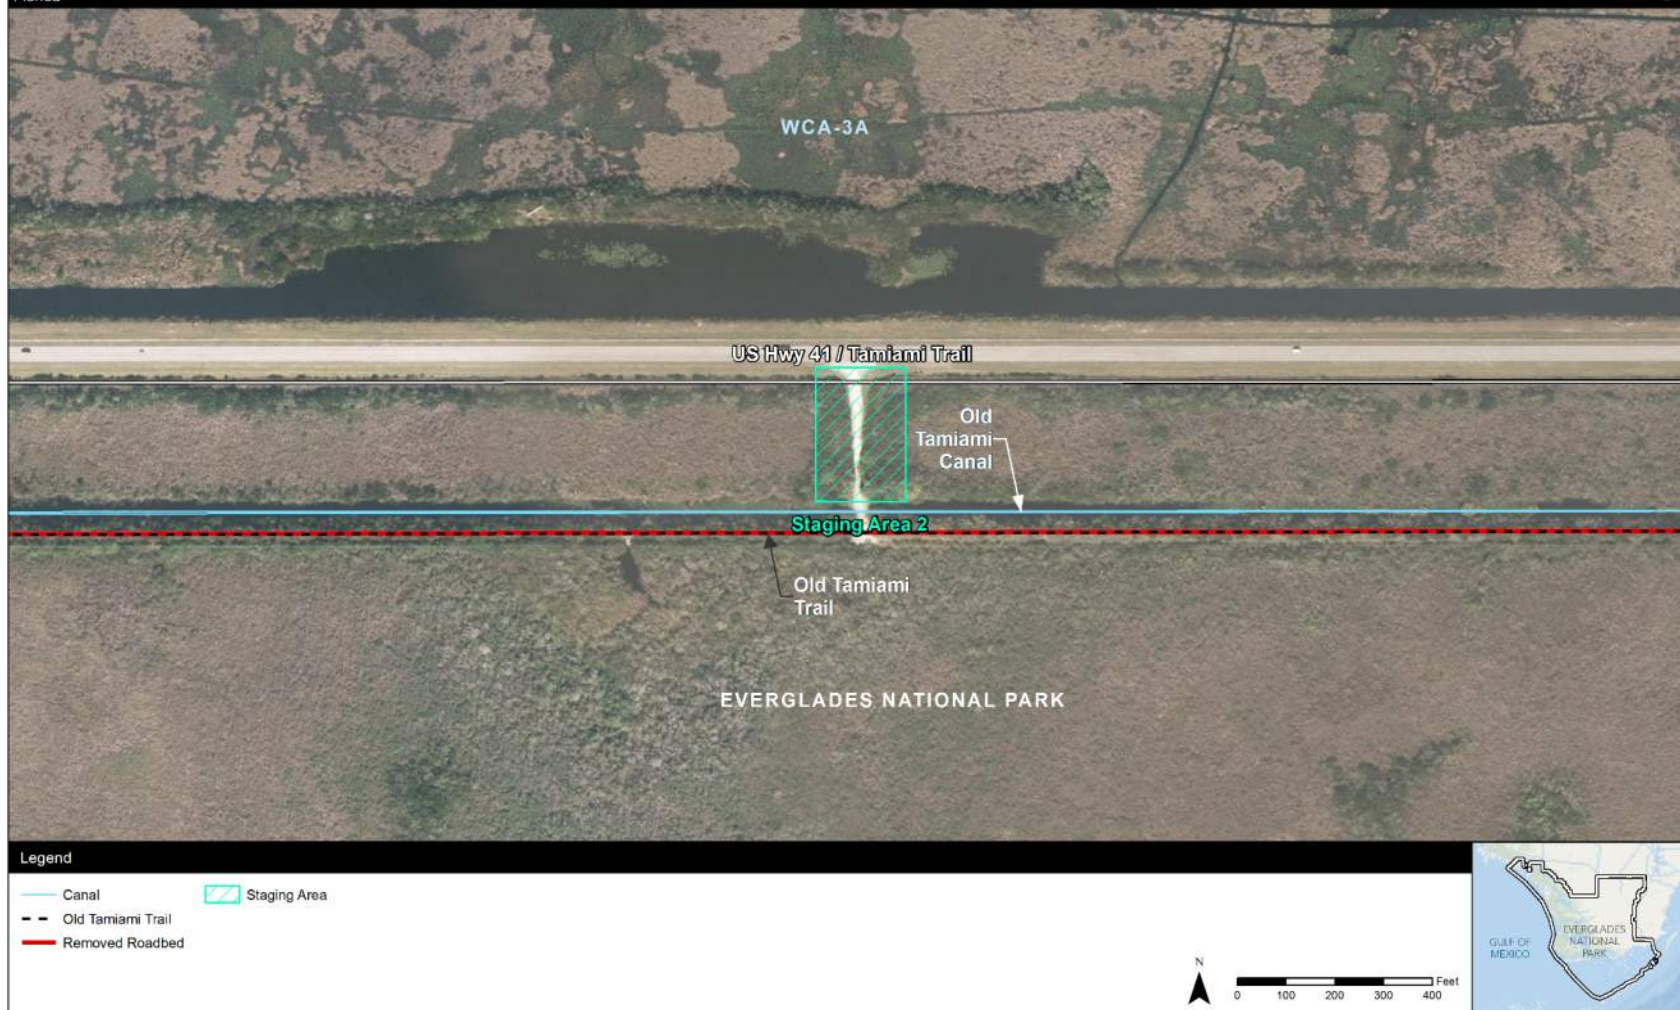 WCA-3A
US Hwy 41 / Tamiami Trail
Old
Tamiami
Canal
Staging Area 2
Old Tamiami
Trail
EVERGLADES NATIONAL PARK
Legend
Canal
Staging Area
Old Tamiami Trail
Removed Roadbed
GULF OF
MEXICO
EVERGLADES
NATIONAL
PARK
N
Feet
0 100 200 300 400